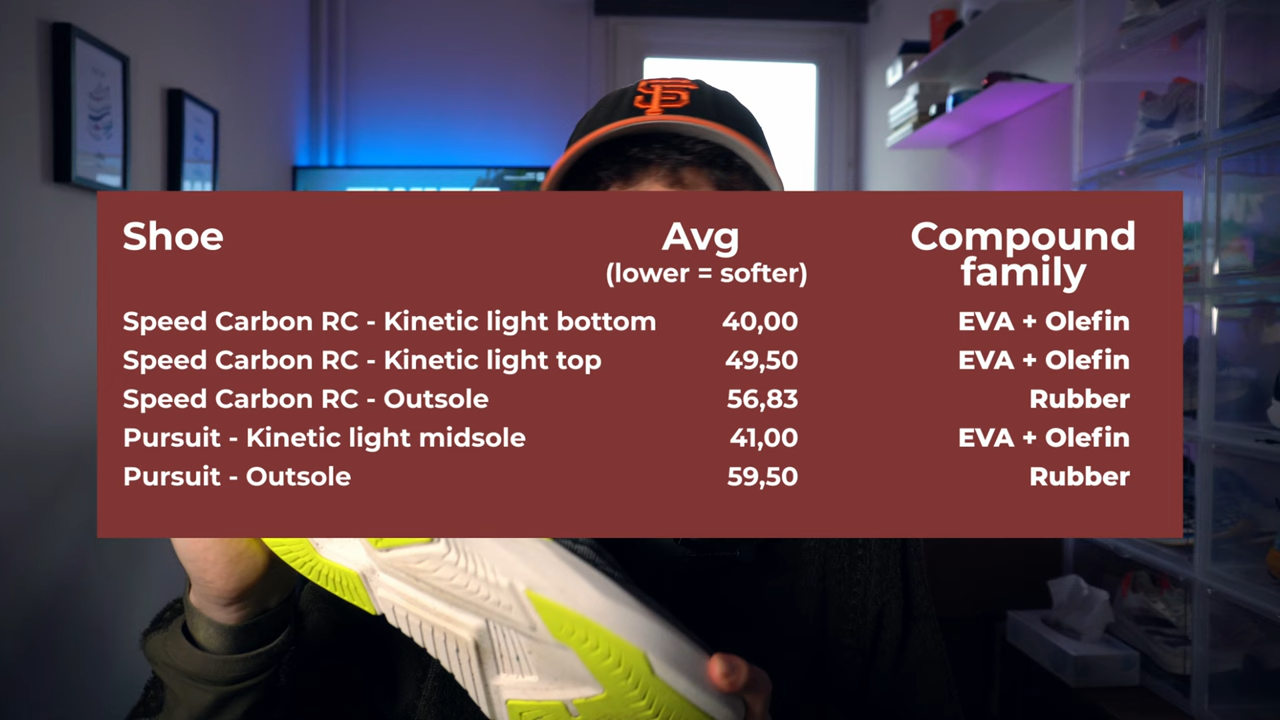 SF
Shoe Avg Compound
(lower = softer) family
Speed Carbon RC - Kinetic light bottom 40,00 EVA + Olefin
Speed Carbon RC - Kinetic light top 49,50 EVA + Olefin
Speed Carbon RC - Outsole 56,83 Rubber
Pursuit - Kinetic light midsole 41,00 EVA + Olefin
Pursuit - Outsole 59,50 Rubber